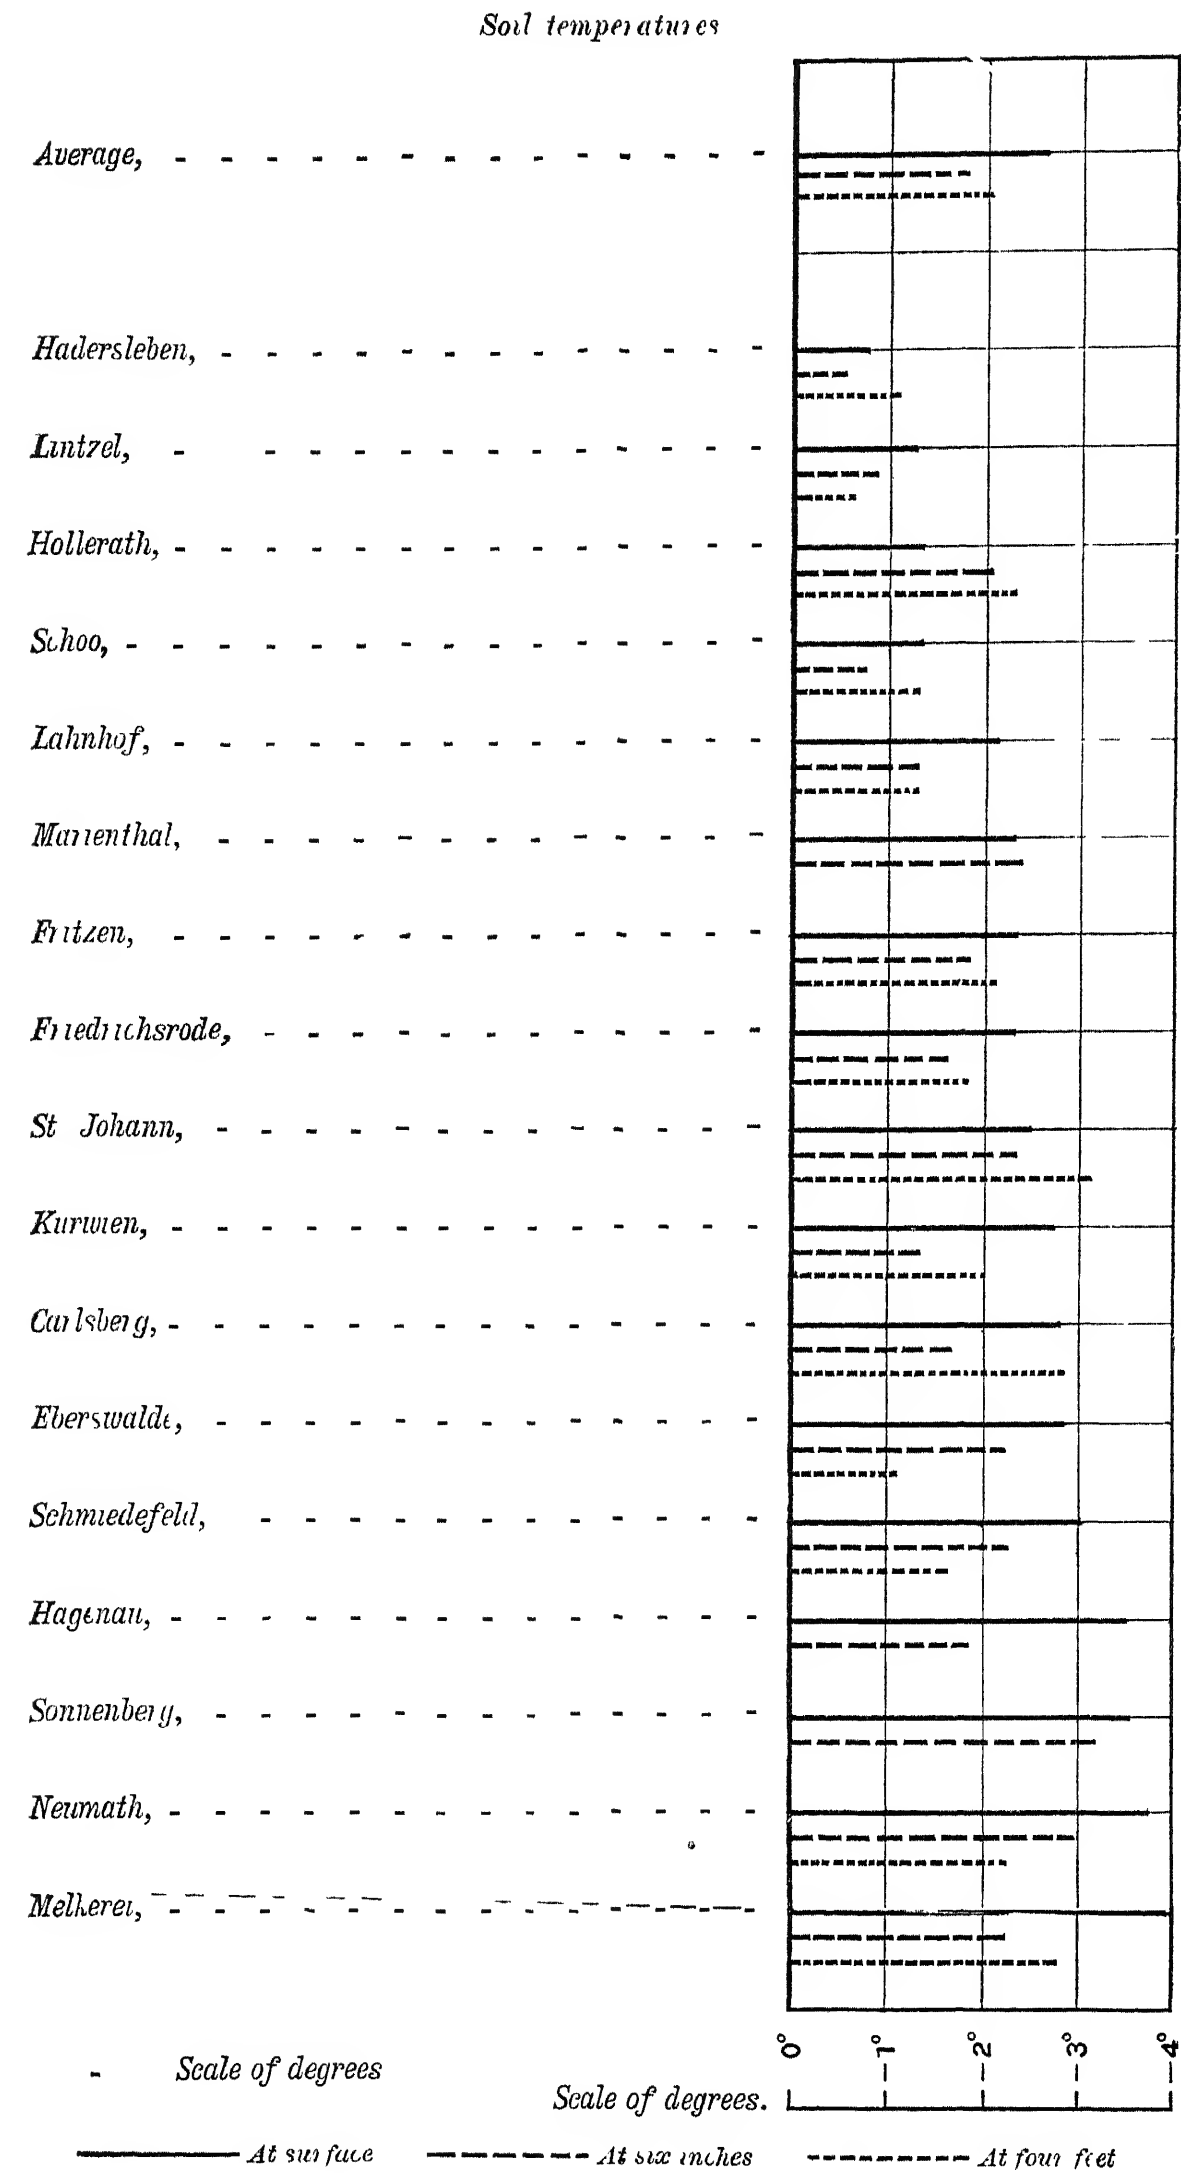 Soil temperatures
Average,
Hadersleben,
Lintzel,
Hollerath,
Schoo,
Lahnhof,
Marienthal,
Fritzen,
Friedrichsrode,
St Johann,
Kurwien,
Carlsberg,
Eberswalde,
Schmiedefeld,
Hagenau,
Sonnenberg,
Neumath,
Melkerei,
0° 1° 2° 3° 4°
Scale of degrees
Scale of degrees.
At surface At six inches At four feet